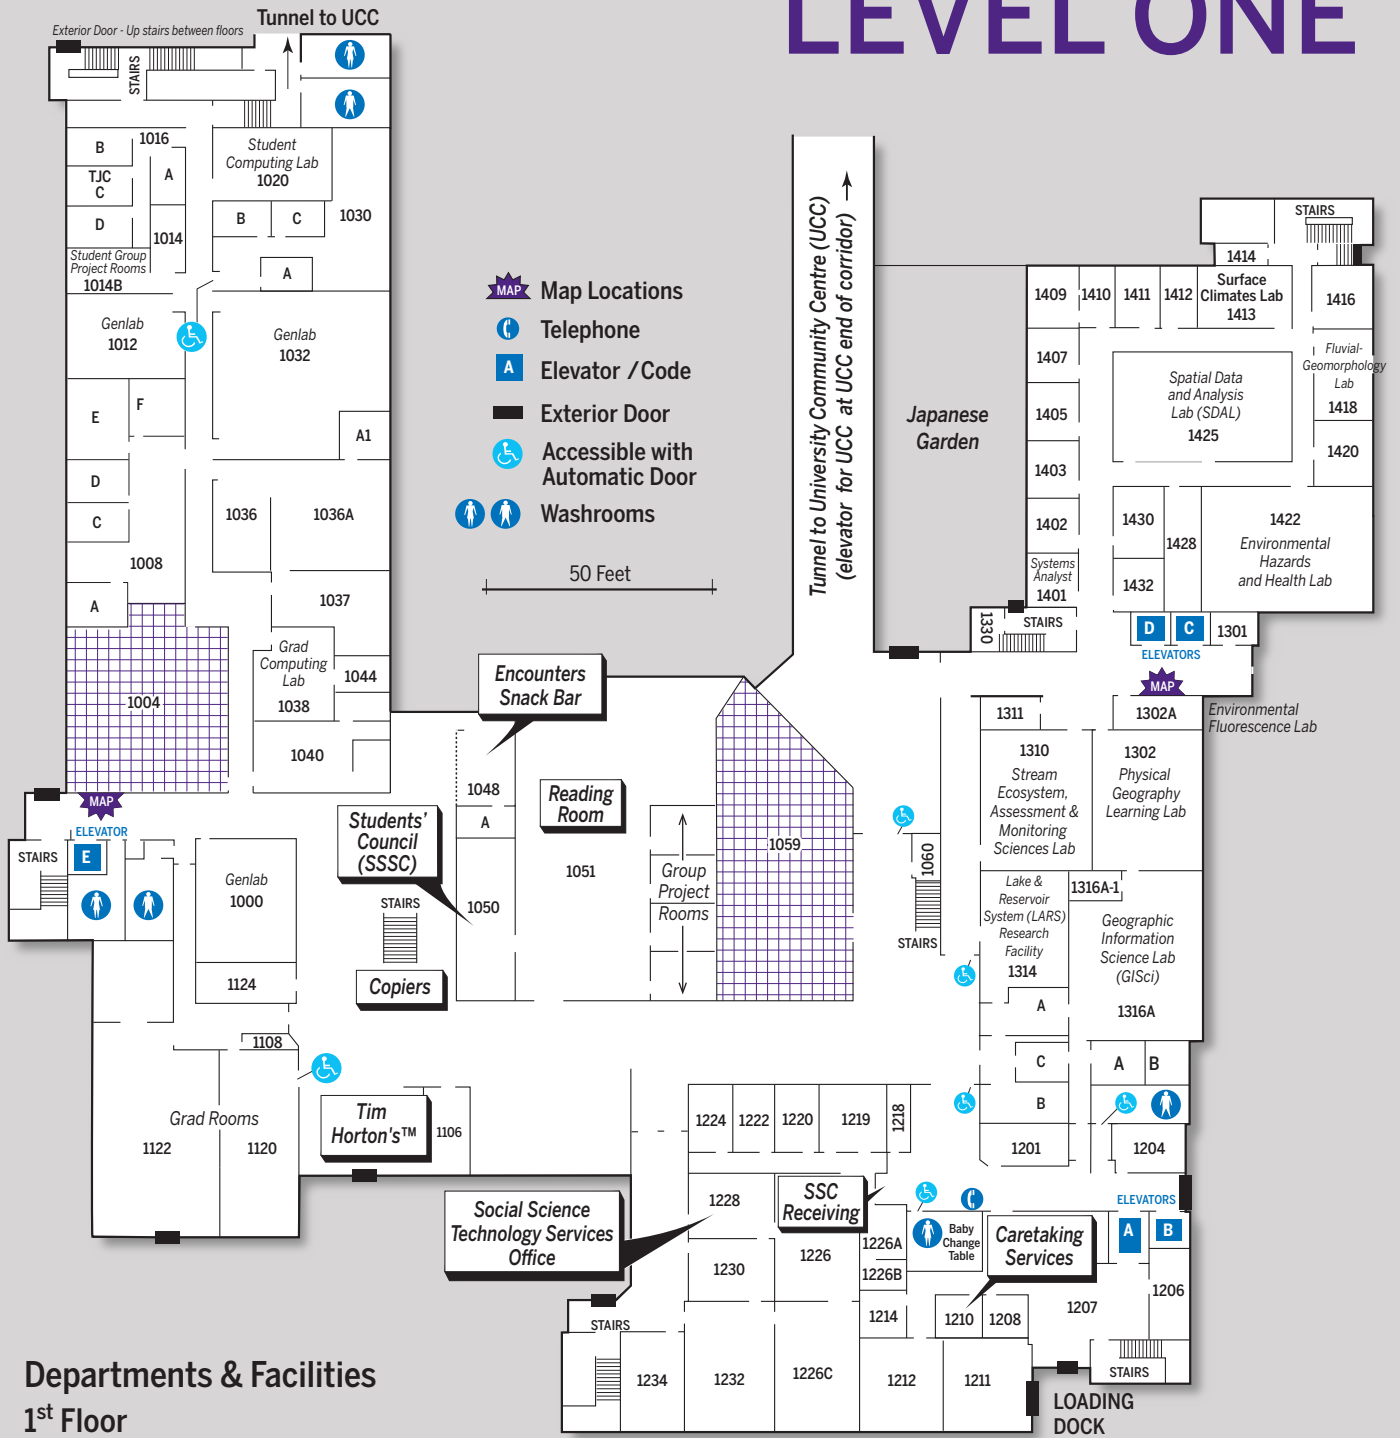 LEVEL ONE
Exterior Door - Up stairs between floors
Tunnel to UCC
STAIRS
1016
B
TJC
C
A
D
1014
Student Group
Project Rooms
1014B
Student
Computing Lab
1020
B
C
1030
A
Genlab
1012
Genlab
1032
E
F
A1
D
C
1036
1036A
1008
A
1037
Grad
Computing
Lab
1038
1044
1004
1040
MAP
ELEVATOR
E
STAIRS
Genlab
1000
1124
1108
Grad Rooms
1122
1120
MAP
Map Locations
Telephone
A
Elevator / Code
Exterior Door
Accessible with
Automatic Door
Washrooms
50 Feet
Encounters
Snack Bar
1048
A
Reading
Room
Students'
Council
(SSSC)
1050
1051
STAIRS
Copiers
Group
Project
Rooms
1059
Tim
Horton's™
1106
Tunnel to University Community Centre (UCC)
(elevator for UCC at UCC end of corridor)
Japanese
Garden
STAIRS
1414
1409
1410
1411
1412
Surface
Climates Lab
1413
1416
1407
Fluvial-
Geomorphology
Lab
1418
Spatial Data
and Analysis
Lab (SDAL)
1425
1405
1420
1403
1402
1430
1428
1422
Environmental
Hazards
and Health Lab
Systems
Analyst
1401
1432
1330
STAIRS
D
C
1301
ELEVATORS
MAP
1311
1302A
Environmental
Fluorescence Lab
1310
Stream
Ecosystem,
Assessment &
Monitoring
Sciences Lab
1302
Physical
Geography
Learning Lab
1060
STAIRS
Lake &
Reservoir
System (LARS)
Research
Facility
1314
1316A-1
Geographic
Information
Science Lab
(GISci)
1316A
A
C
B
A
B
1201
1204
1224
1222
1220
1219
1218
Social Science
Technology Services
Office
1228
SSC
Receiving
1226A
Baby
Change
Table
Caretaking
Services
ELEVATORS
A
B
1230
1226
1226B
1214
1210
1208
1207
1206
STAIRS
1234
1232
1226C
1212
1211
STAIRS
LOADING
DOCK
Departments & Facilities
1st Floor